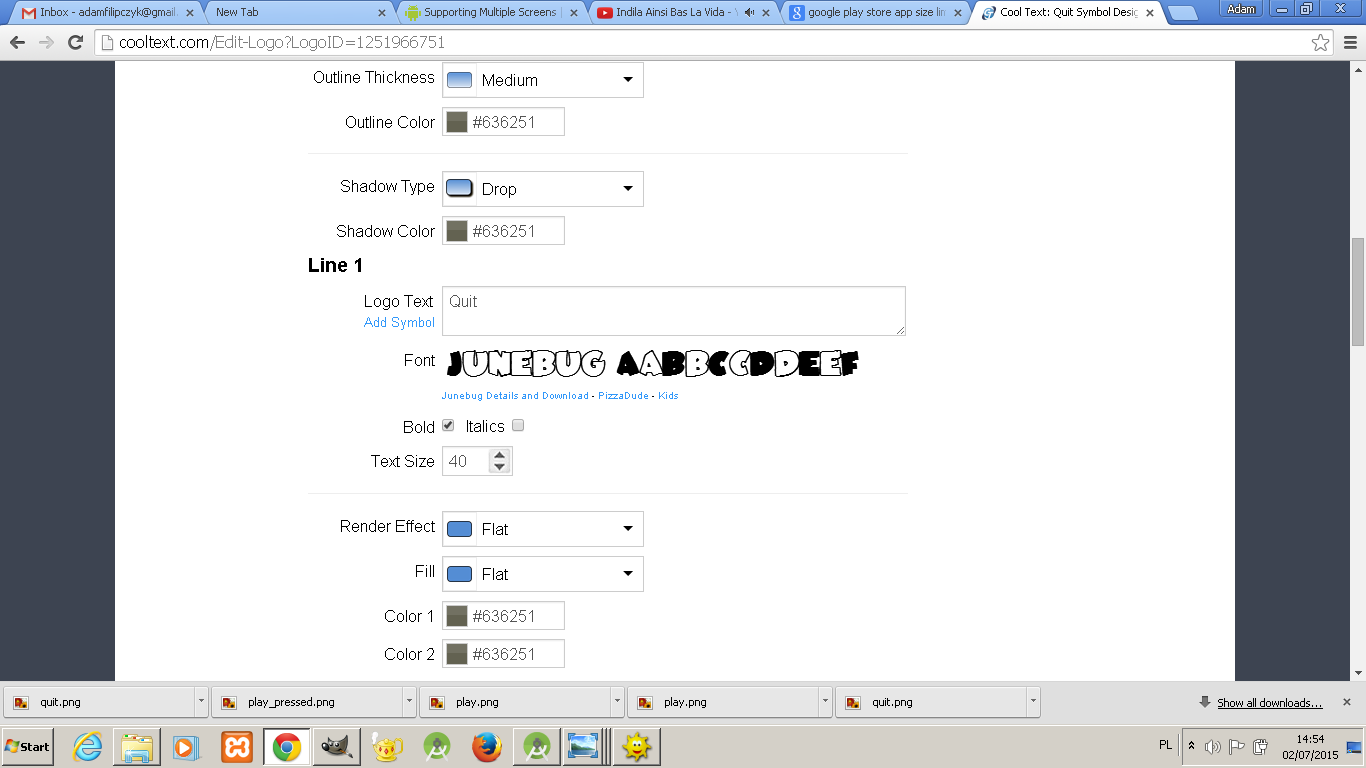 Inbox - adamfilipczyk@gmail. New Tab Supporting Multiple Screens | Indila Ainsi Bas La Vida - Y google play store app size lin Cool Text: Quit Symbol Desig Adam
cooltext.com/Edit-Logo?LogoID=1251966751
Outline Thickness Medium
Outline Color #636251
Shadow Type Drop
Shadow Color #636251
Line 1
Logo Text Quit
Add Symbol
Font JUNEBUG AABBCCDDEEF
Junebug Details and Download - PizzaDude - Kids
Bold Italics
Text Size 40
Render Effect Flat
Fill Flat
Color 1 #636251
Color 2 #636251
quit.png play_pressed.png play.png play.png quit.png Show all downloads...
Start PL 14:54
02/07/2015